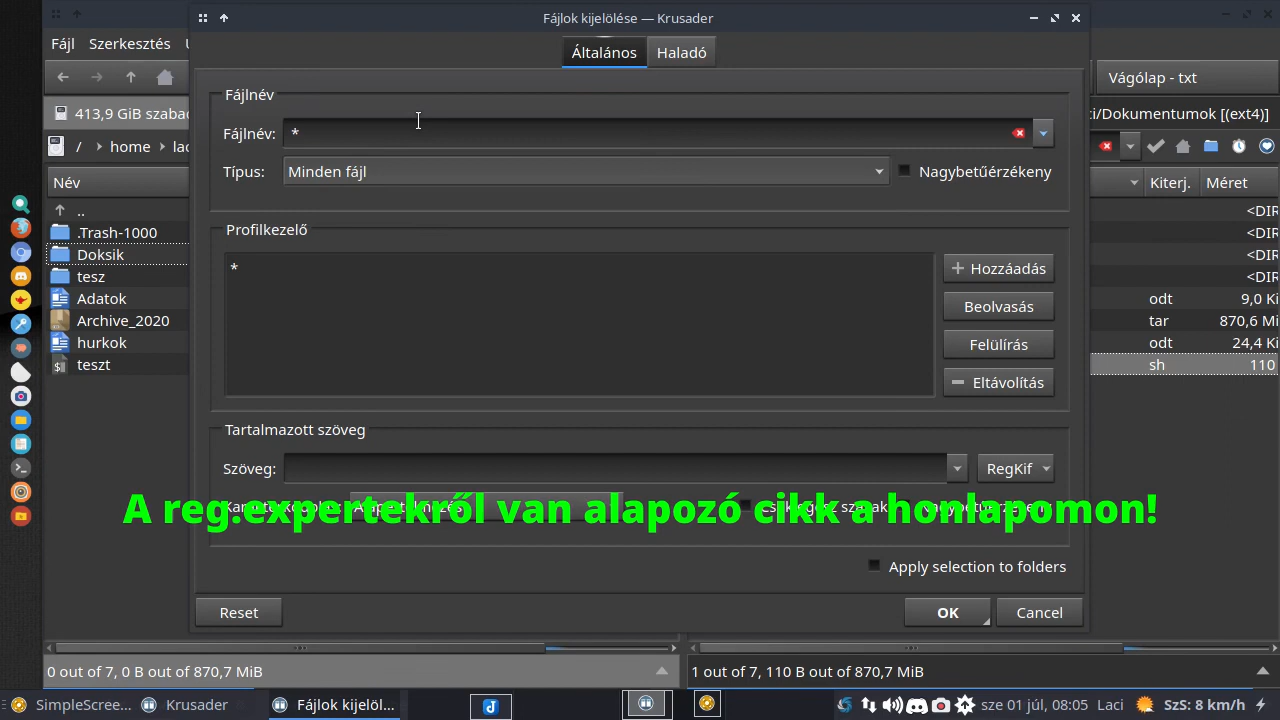 Fájlok kijelölése — Krusader
Fájl Szerkesztés
Általános Haladó
Vágólap - txt
413,9 GiB szabad
ci/Dokumentumok [(ext4)]
/ > home >
Név
Kiterj. Méret
..
.Trash-1000
Doksik
tesz
Adatok
Archive_2020
hurkok
teszt
Fájlnév
Fájlnév: *
Típus: Minden fájl Nagybetűérzékeny
Profilkezelő
*
Hozzáadás
Beolvasás
Felülírás
Eltávolítás
Tartalmazott szöveg
Szöveg: RegKif
A reg.expertekről van alapozó cikk a honlapomon!
Apply selection to folders
Reset OK Cancel
<DIR
<DIR
<DIR
<DIR
odt 9,0 K
tar 870,6 M
odt 24,4 K
sh 110
0 out of 7, 0 B out of 870,7 MiB
1 out of 7, 110 B out of 870,7 MiB
SimpleScree... Krusader Fájlok kijelöl... sze 01 júl, 08:05 Laci SzS: 8 km/h